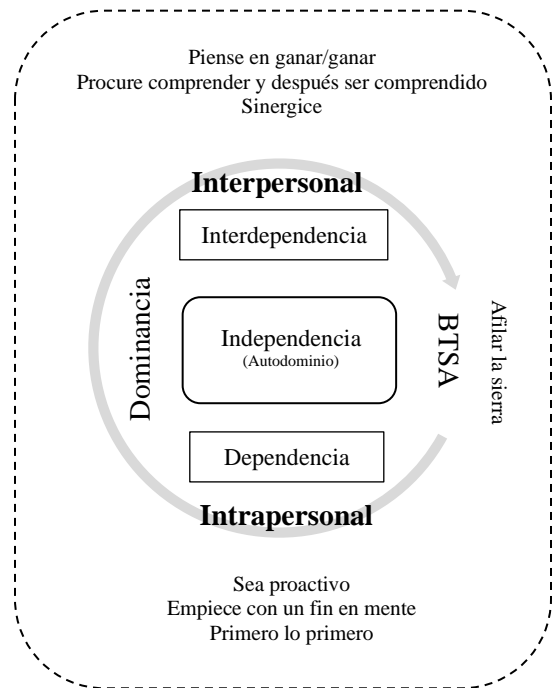 Piense en ganar/ganar
Procure comprender y después ser comprendido
Sinergice
Interpersonal
Interdependencia
Dominancia
Independencia
(Autodominio)
BTSA
Afilar la sierra
Dependencia
Intrapersonal
Sea proactivo
Empiece con un fin en mente
Primero lo primero